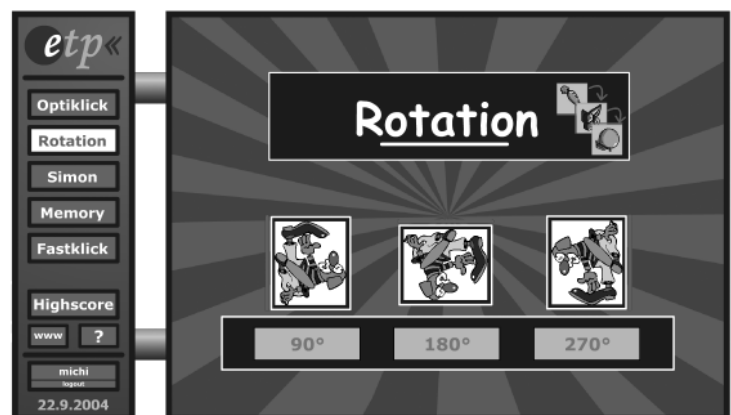 etp«
Optiklick
Rotation
Simon
Memory
Fastklick
Highscore
www ?
michi
logout
22.9.2004
Rotation
90° 180° 270°